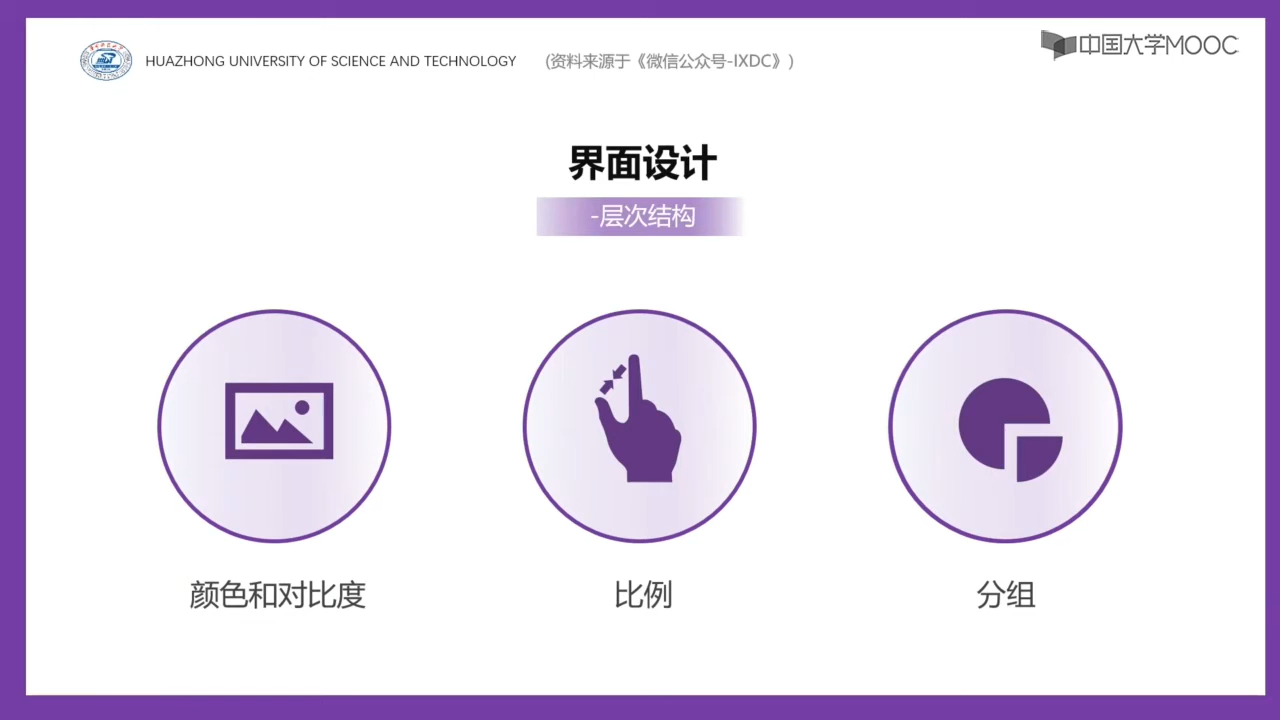 HUAZHONG UNIVERSITY OF SCIENCE AND TECHNOLOGY
(资料来源于《微信公众号-IXDC》)
中国大学MOOC
界面设计
-层次结构
颜色和对比度
比例
分组